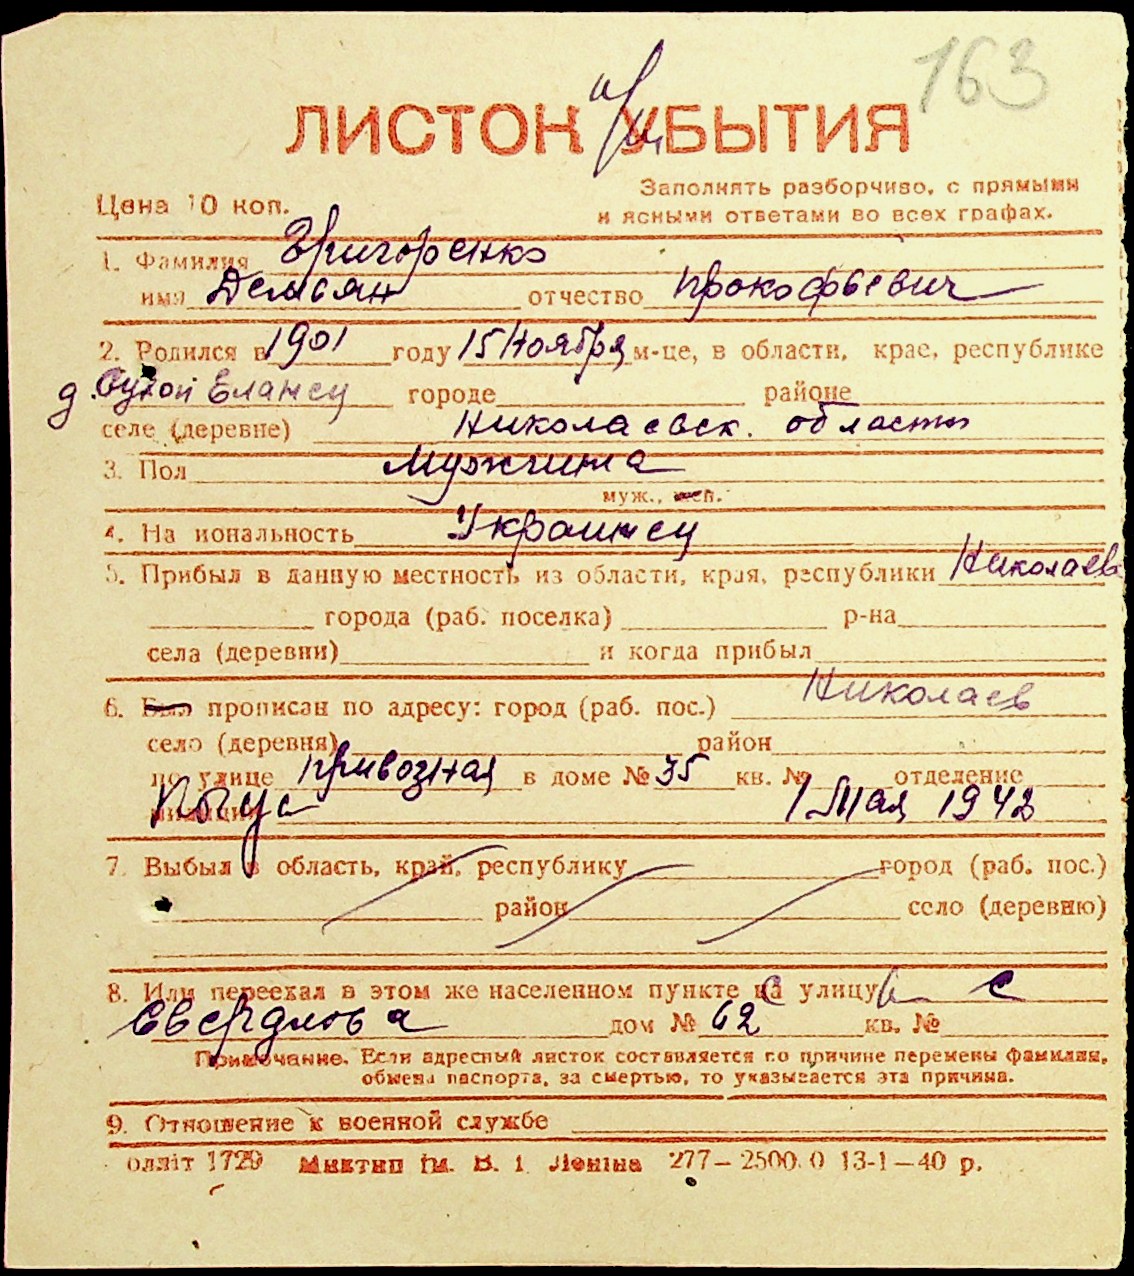 163
ЛИСТОК УБЫТИЯ
Цена 10 коп.
Заполнять разборчиво, с прямыми
и ясными ответами во всех графах.
1. Фамилия Григоренко
имя Демьян отчество Прокофьевич
2. Родился в 1901 году 15 Ноября м-це, в области, крае, республике
д. Сухой Еланец городе районе
селе (деревне) Николаевск. области
3. Пол Мужчина
муж., жен.
4. На иональность Украинец
5. Прибыл в данную местность из области, края, республики Николаев
города (раб. поселка) р-на
села (деревни) и когда прибыл
6. Был прописан по адресу: город (раб. пос.) Николаев
село (деревня) район
по улице Привозная в доме № 35 кв. № отделение
милиции 1 Мая 1942
7. Выбыл в область, край, республику город (раб. пос.)
район село (деревню)
8. Или переехал в этом же населенном пункте на улицу с
Свердлова дом № 62 кв. №
Примечание. Если адресный листок составляется по причине перемены фамилии,
обмена паспорта, за смертью, то указывается эта причина.
9. Отношение к военной службе
олліт 1729 Миктип ім. В. І. Леніна 277—2500.0 13-1—40 р.